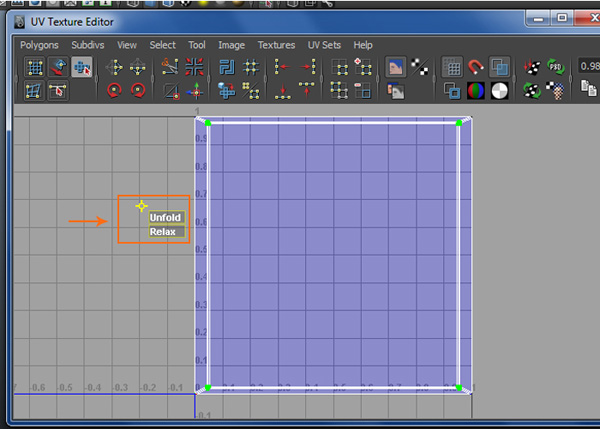 UV Texture Editor
Polygons Subdivs View Select Tool Image Textures UV Sets Help
PSD
0.98
1
0.9
0.8
0.7
Unfold
0.6
Relax
0.5
0.4
0.3
0.2
0.1
-0.6 -0.5 -0.4 -0.3 -0.2 -0.1 0 0.1 0.2 0.3 0.4 0.5 0.6 0.7 0.8 0.9 1
-0.1